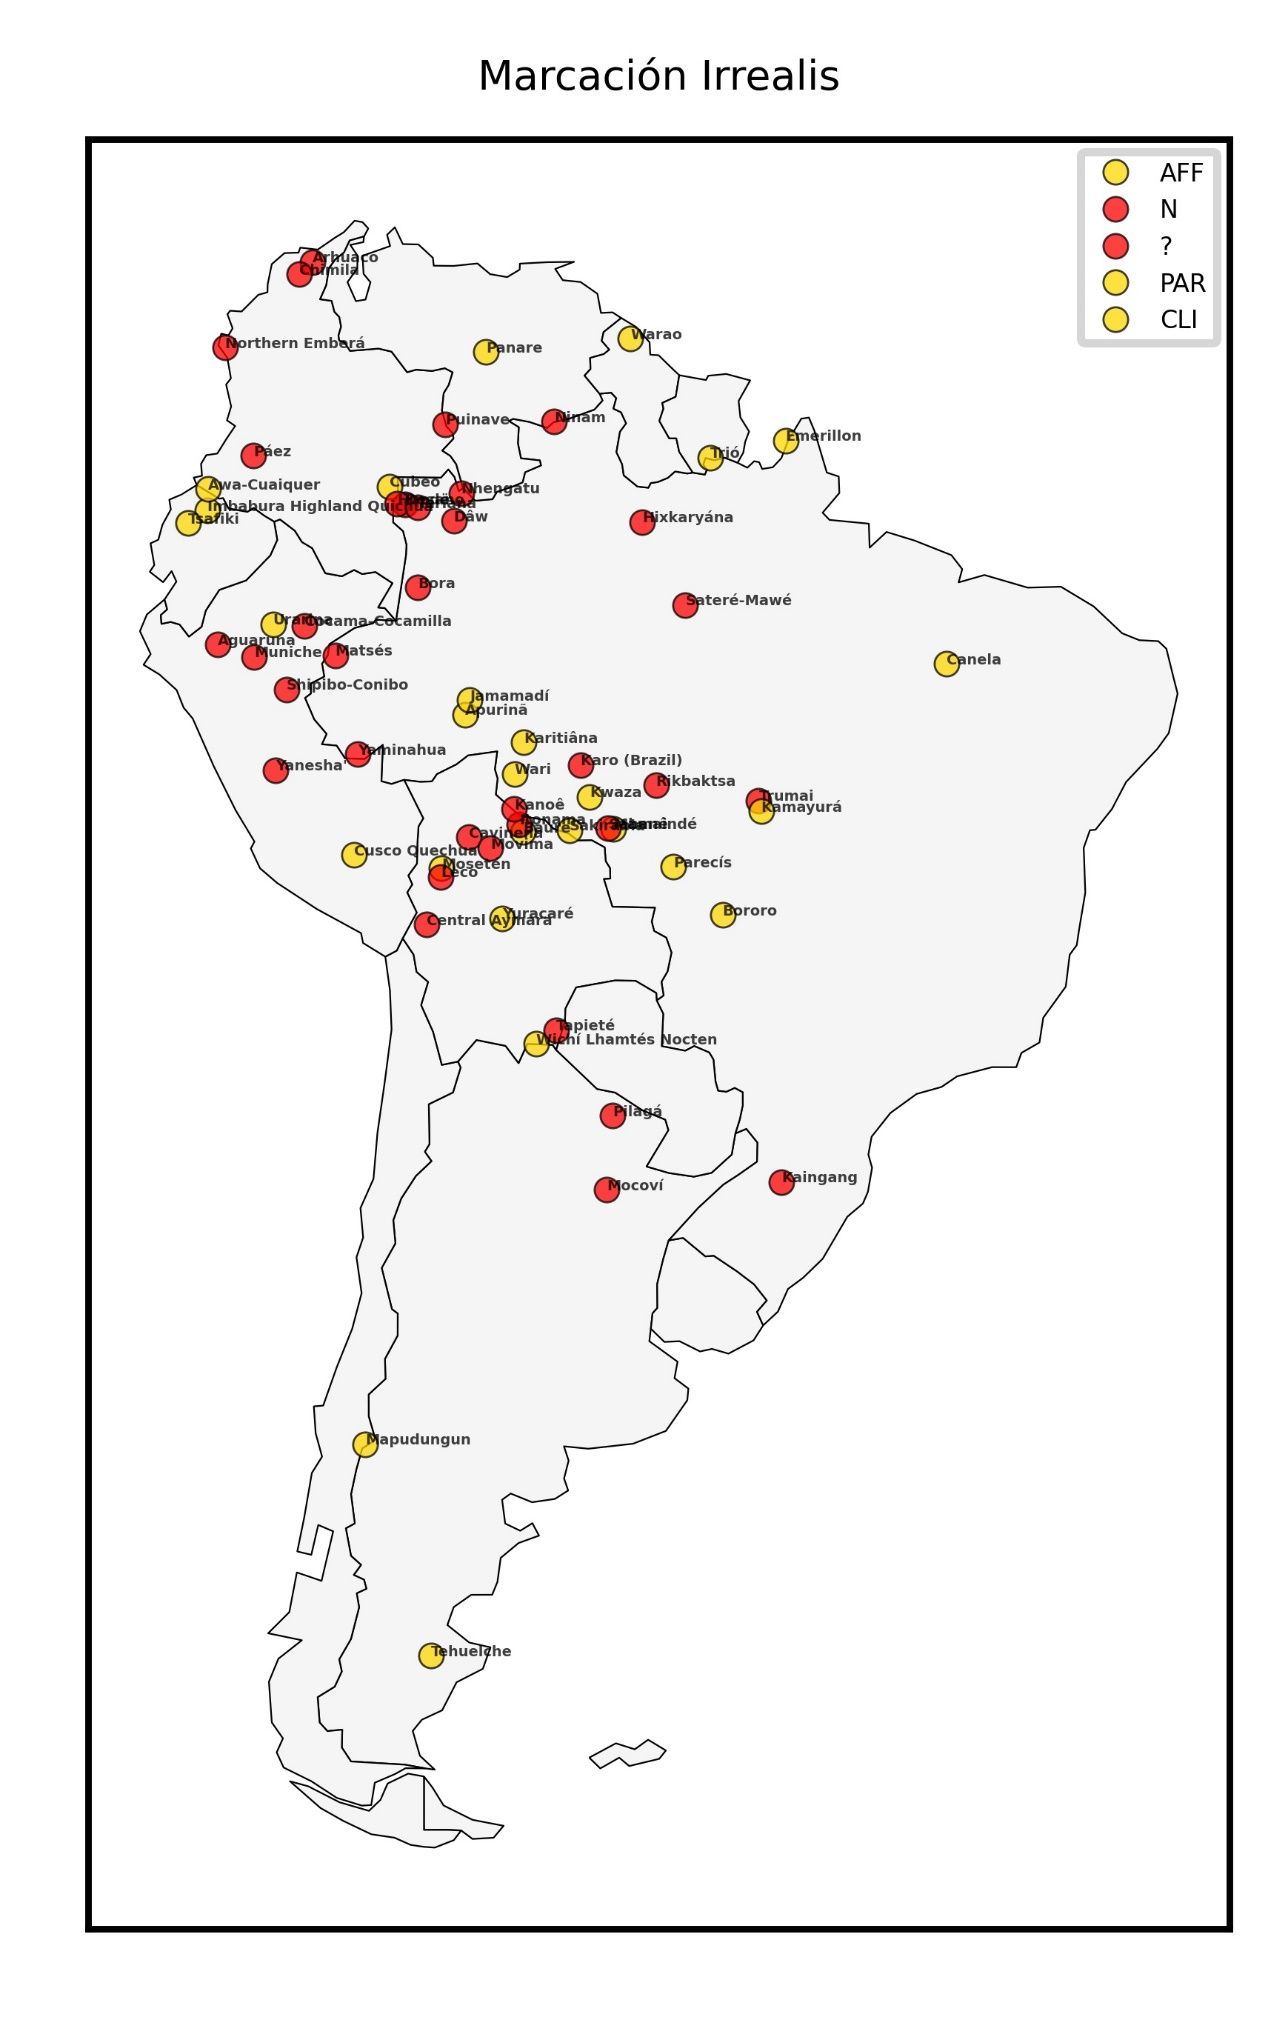 Marcación Irrealis
AFF
N
?
PAR
CLI
Arhuaco
Chimila
Northern Emberá
Panare
Warao
Puinave
Ninam
Emerillon
Trió
Páez
Awa-Cuaiquer
Cubeo
Nhengatu
Imbabura Highland Quichua
Tsafiki
Dâw
Hixkaryána
Bora
Sateré-Mawé
Urarina
Cocama-Cocamilla
Aguaruna
Muniche
Matsés
Canela
Shipibo-Conibo
Jamamadí
Apurinã
Karitiâna
Yaminahua
Karo (Brazil)
Yanesha'
Wari
Rikbaktsa
Kwaza
Trumai
Kanoê
Kamayurá
Itonama
Baure
Cavineña
Movima
Cusco Quechua
Mosetén
Leco
Parecís
Yuracaré
Central Aymara
Bororo
Tapieté
Wichí Lhamtés Nocten
Pilagá
Kaingang
Mocoví
Mapudungun
Tehuelche